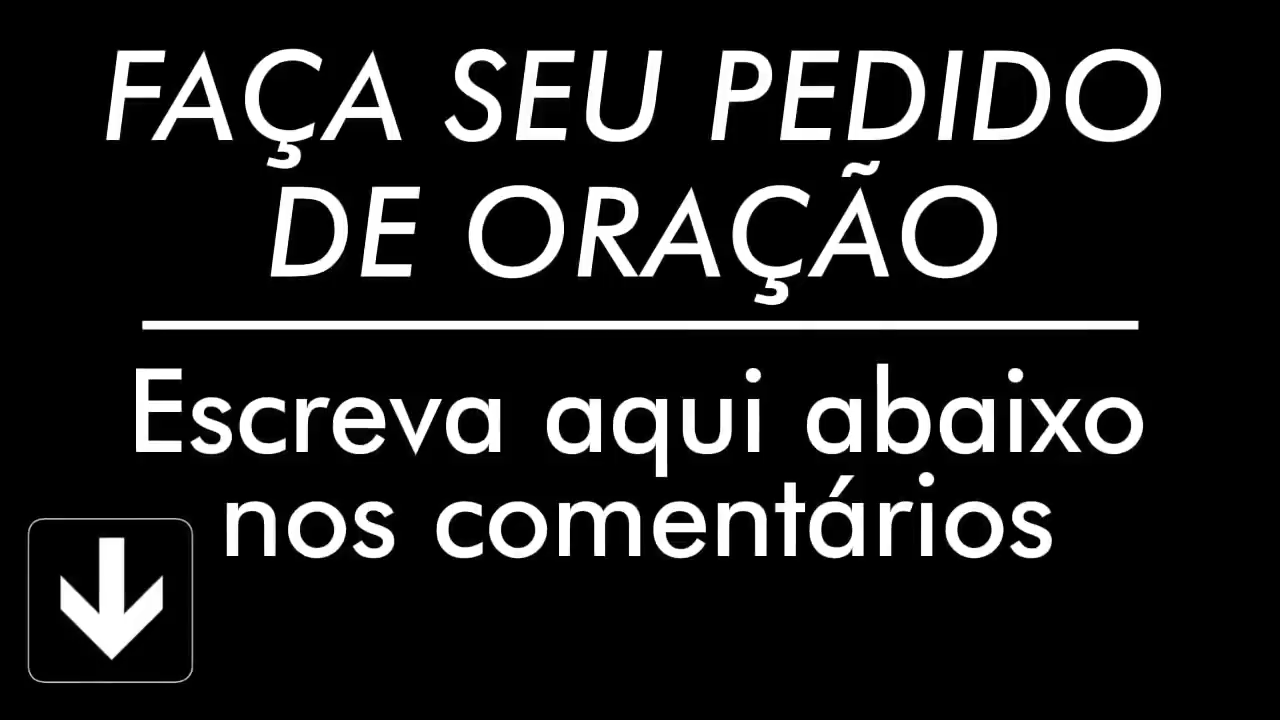 FAÇA SEU PEDIDO
DE ORAÇÃO
Escreva aqui abaixo
nos comentários